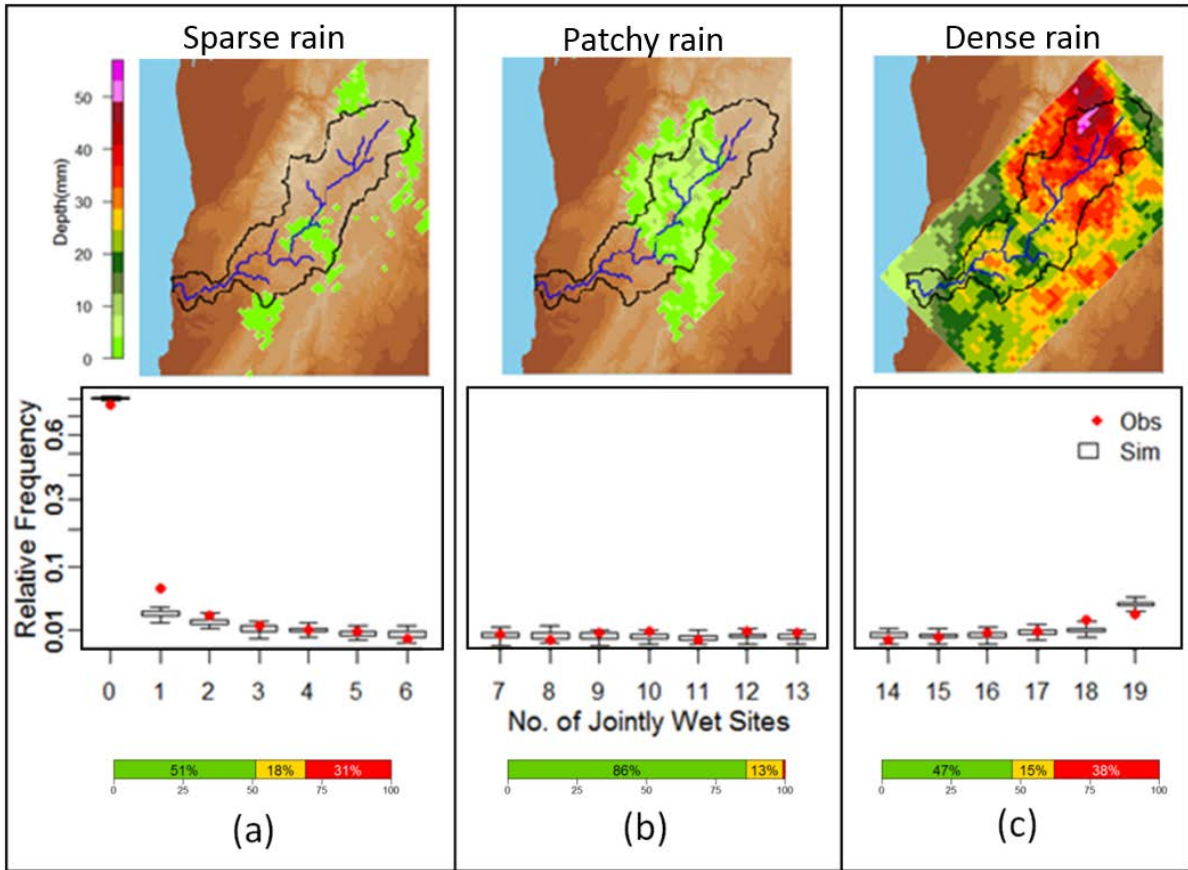 Sparse rain
Patchy rain
Dense rain
Depth(mm)
50
40
30
20
10
0
Relative Frequency
0.6
0.3
0.1
0.01
Obs
Sim
0 1 2 3 4 5 6
7 8 9 10 11 12 13
14 15 16 17 18 19
No. of Jointly Wet Sites
51% 18% 31%
0 25 50 75 100
86% 13%
0 25 50 75 100
47% 15% 38%
0 25 50 75 100
(a)
(b)
(c)